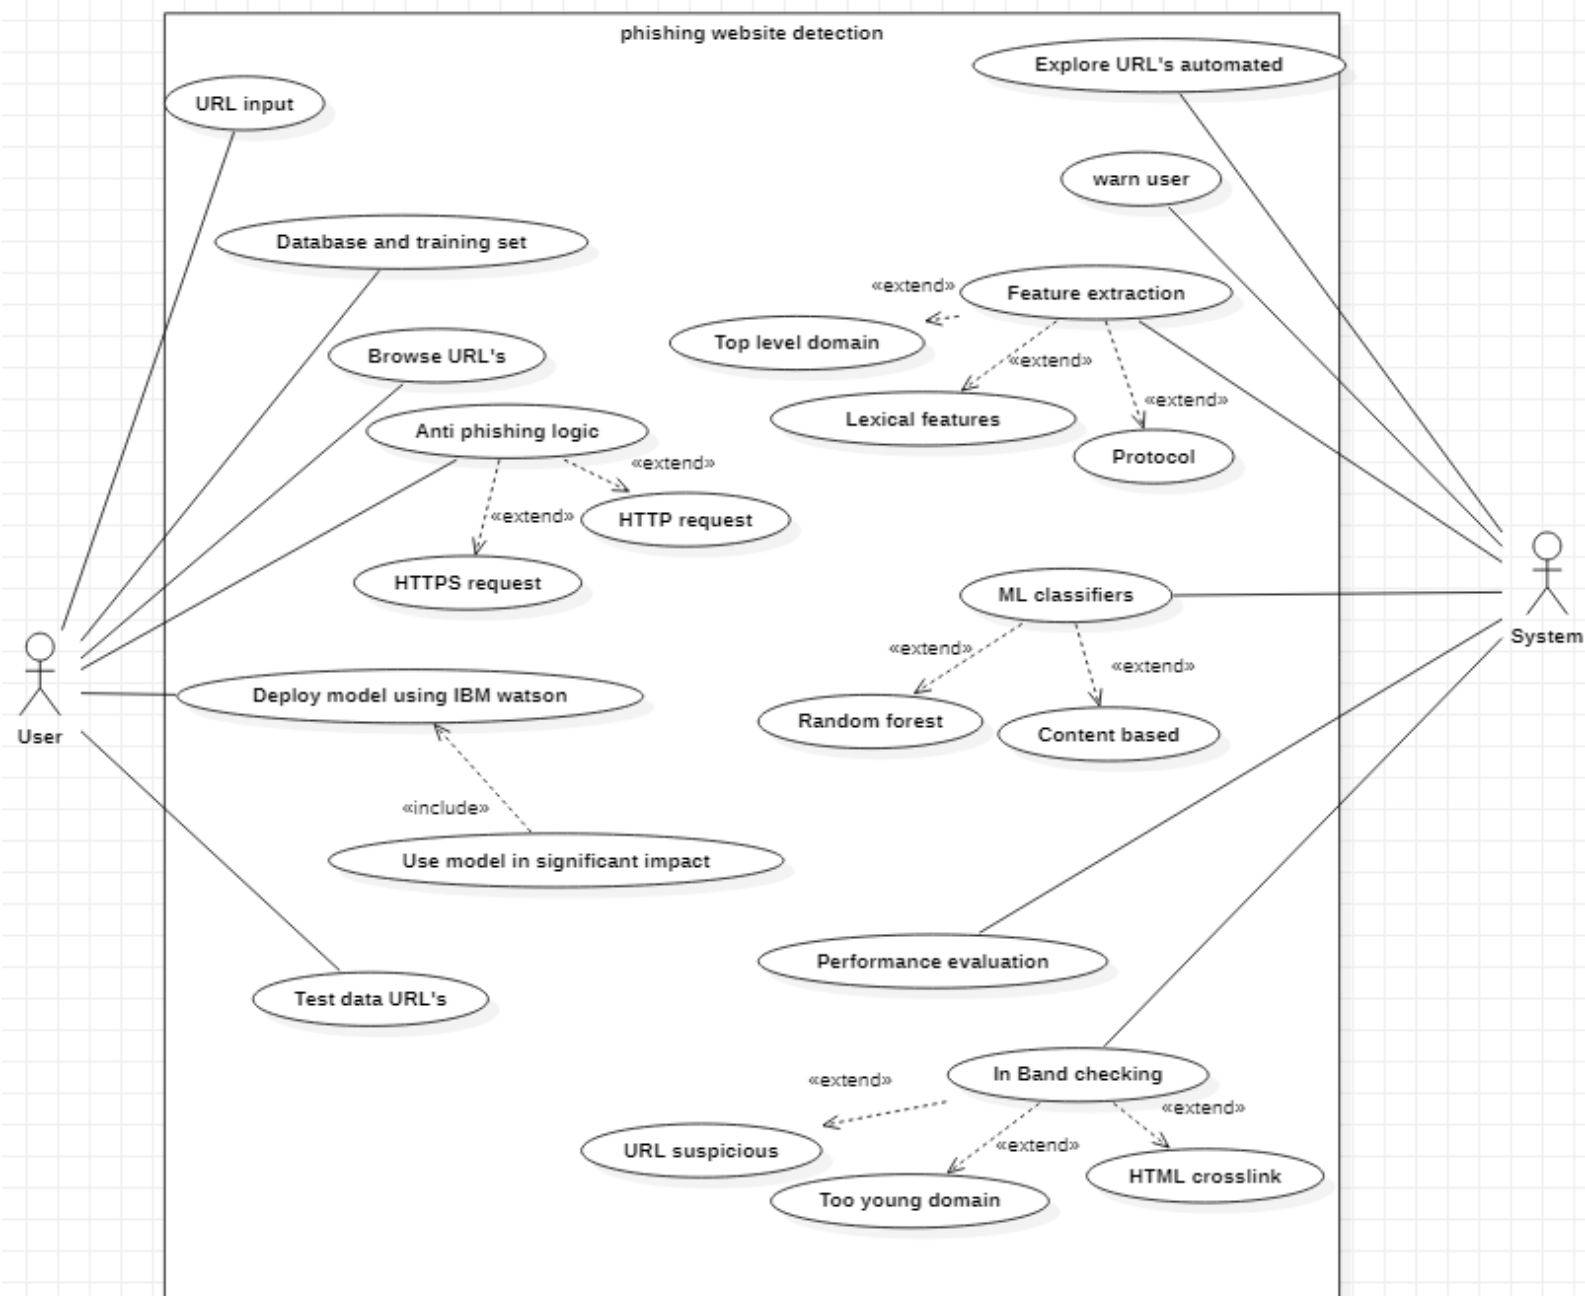 phishing website detection
Explore URL's automated
URL input
warn user
Database and training set
«extend»
Feature extraction
Top level domain
Browse URL's
«extend»
«extend»
Lexical features
Anti phishing logic
Protocol
«extend»
«extend»
HTTP request
HTTPS request
ML classifiers
System
«extend»
«extend»
Deploy model using IBM watson
Random forest
Content based
User
«include»
Use model in significant impact
Performance evaluation
Test data URL's
In Band checking
«extend»
«extend»
«extend»
URL suspicious
HTML crosslink
Too young domain